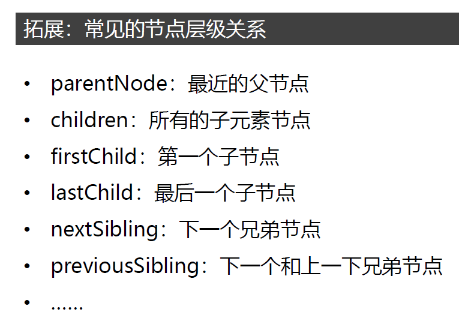 拓展：常见的节点层级关系
• parentNode：最近的父节点
• children：所有的子元素节点
• firstChild：第一个子节点
• lastChild：最后一个子节点
• nextSibling：下一个兄弟节点
• previousSibling：下一个和上一下兄弟节点
• ......